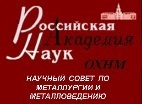 Российская
Академия
Наук
ОХНМ
НАУЧНЫЙ СОВЕТ ПО
МЕТАЛЛУРГИИ И
МЕТАЛЛОВЕДЕНИЮ